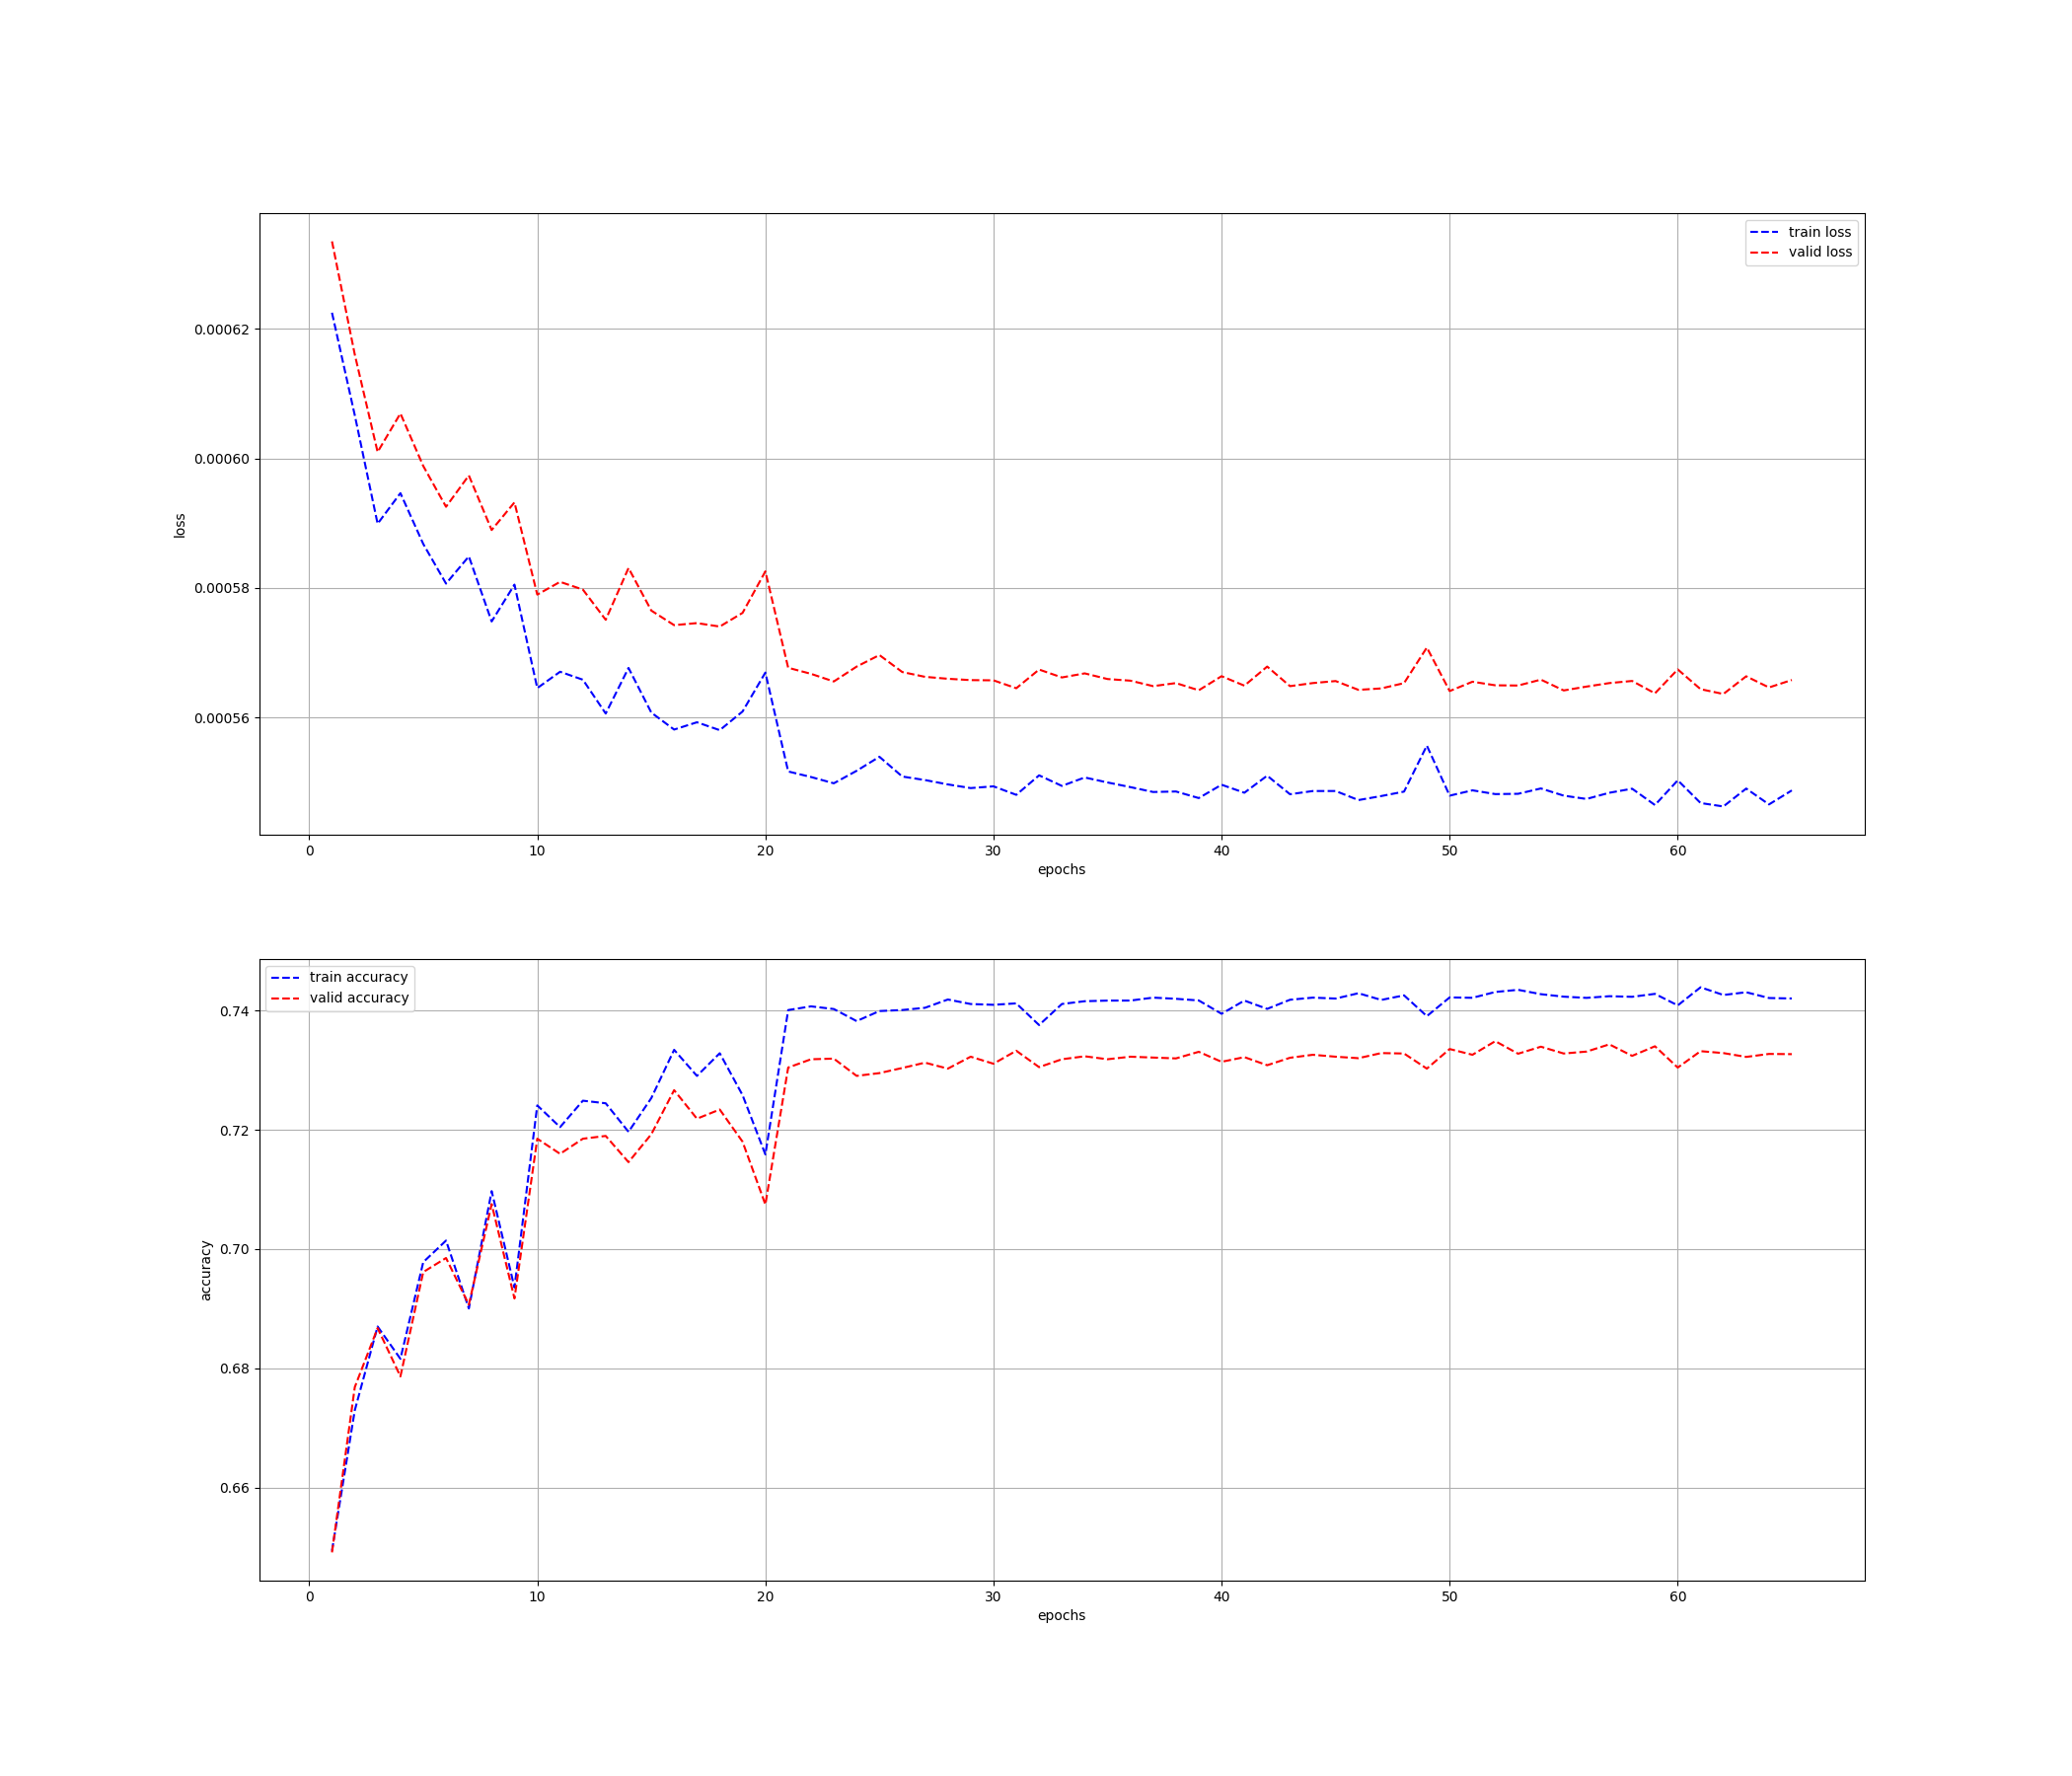 train loss
valid loss
0.00062
0.00060
0.00058
0.00056
loss
0 10 20 30 40 50 60
epochs
train accuracy
valid accuracy
0.74
0.72
0.70
0.68
0.66
accuracy
0 10 20 30 40 50 60
epochs